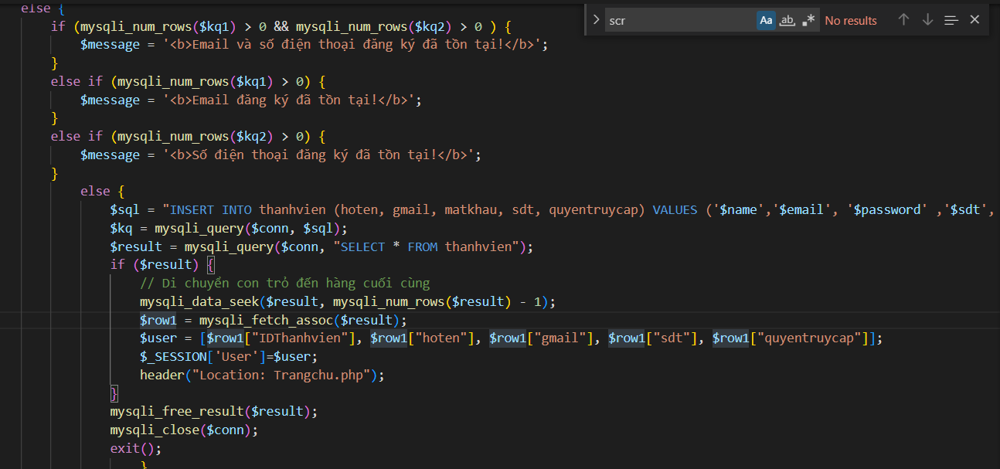 else {
scr
Aa
ab
.*
No results
if (mysqli_num_rows($kq1) > 0 && mysqli_num_rows($kq2) > 0 ) {
$message = '<b>Email và số điện thoại đăng ký đã tồn tại!</b>';
}
else if (mysqli_num_rows($kq1) > 0) {
$message = '<b>Email đăng ký đã tồn tại!</b>';
}
else if (mysqli_num_rows($kq2) > 0) {
$message = '<b>Số điện thoại đăng ký đã tồn tại!</b>';
}
else {
$sql = "INSERT INTO thanhvien (hoten, gmail, matkhau, sdt, quyentruycap) VALUES ('$name','$email', '$password' ,'$sdt',
$kq = mysqli_query($conn, $sql);
$result = mysqli_query($conn, "SELECT * FROM thanhvien");
if ($result) {
// Di chuyển con trỏ đến hàng cuối cùng
mysqli_data_seek($result, mysqli_num_rows($result) - 1);
$row1 = mysqli_fetch_assoc($result);
$user = [$row1["IDThanhvien"], $row1["hoten"], $row1["gmail"], $row1["sdt"], $row1["quyentruycap"]];
$_SESSION['User']=$user;
header("Location: Trangchu.php");
}
mysqli_free_result($result);
mysqli_close($conn);
exit();
}